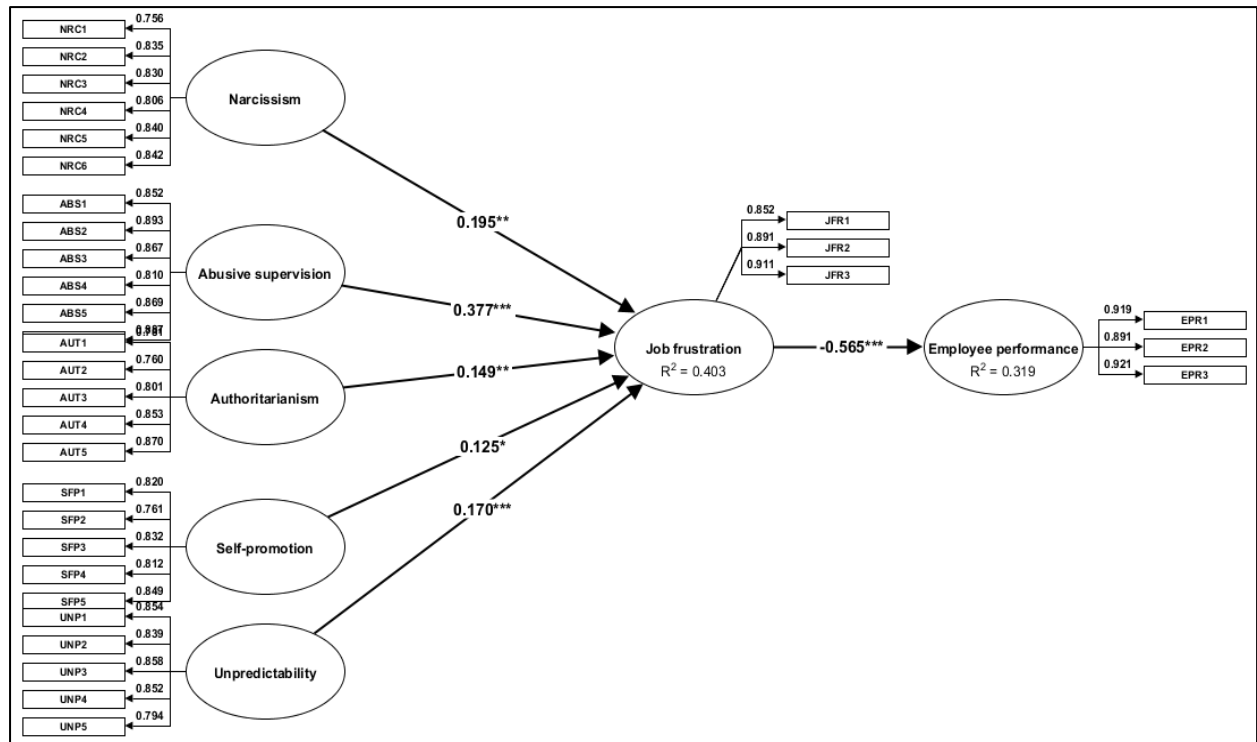 0.756
NRC1
0.835
NRC2
0.830
NRC3
0.806
NRC4
0.840
NRC5
0.842
NRC6
Narcissism
0.852
ABS1
0.893
ABS2
0.867
ABS3
0.810
ABS4
0.869
ABS5
Abusive supervision
AUT1
0.760
AUT2
0.801
AUT3
0.853
AUT4
0.870
AUT5
Authoritarianism
0.820
SFP1
0.761
SFP2
0.832
SFP3
0.812
SFP4
0.849
SFP5
Self-promotion
0.854
UNP1
0.839
UNP2
0.858
UNP3
0.852
UNP4
0.794
UNP5
Unpredictability
0.195**
0.377***
0.149**
0.125*
0.170***
0.852
JFR1
0.891
JFR2
0.911
JFR3
Job frustration
R² = 0.403
-0.565***
Employee performance
R² = 0.319
0.919
EPR1
0.891
EPR2
0.921
EPR3